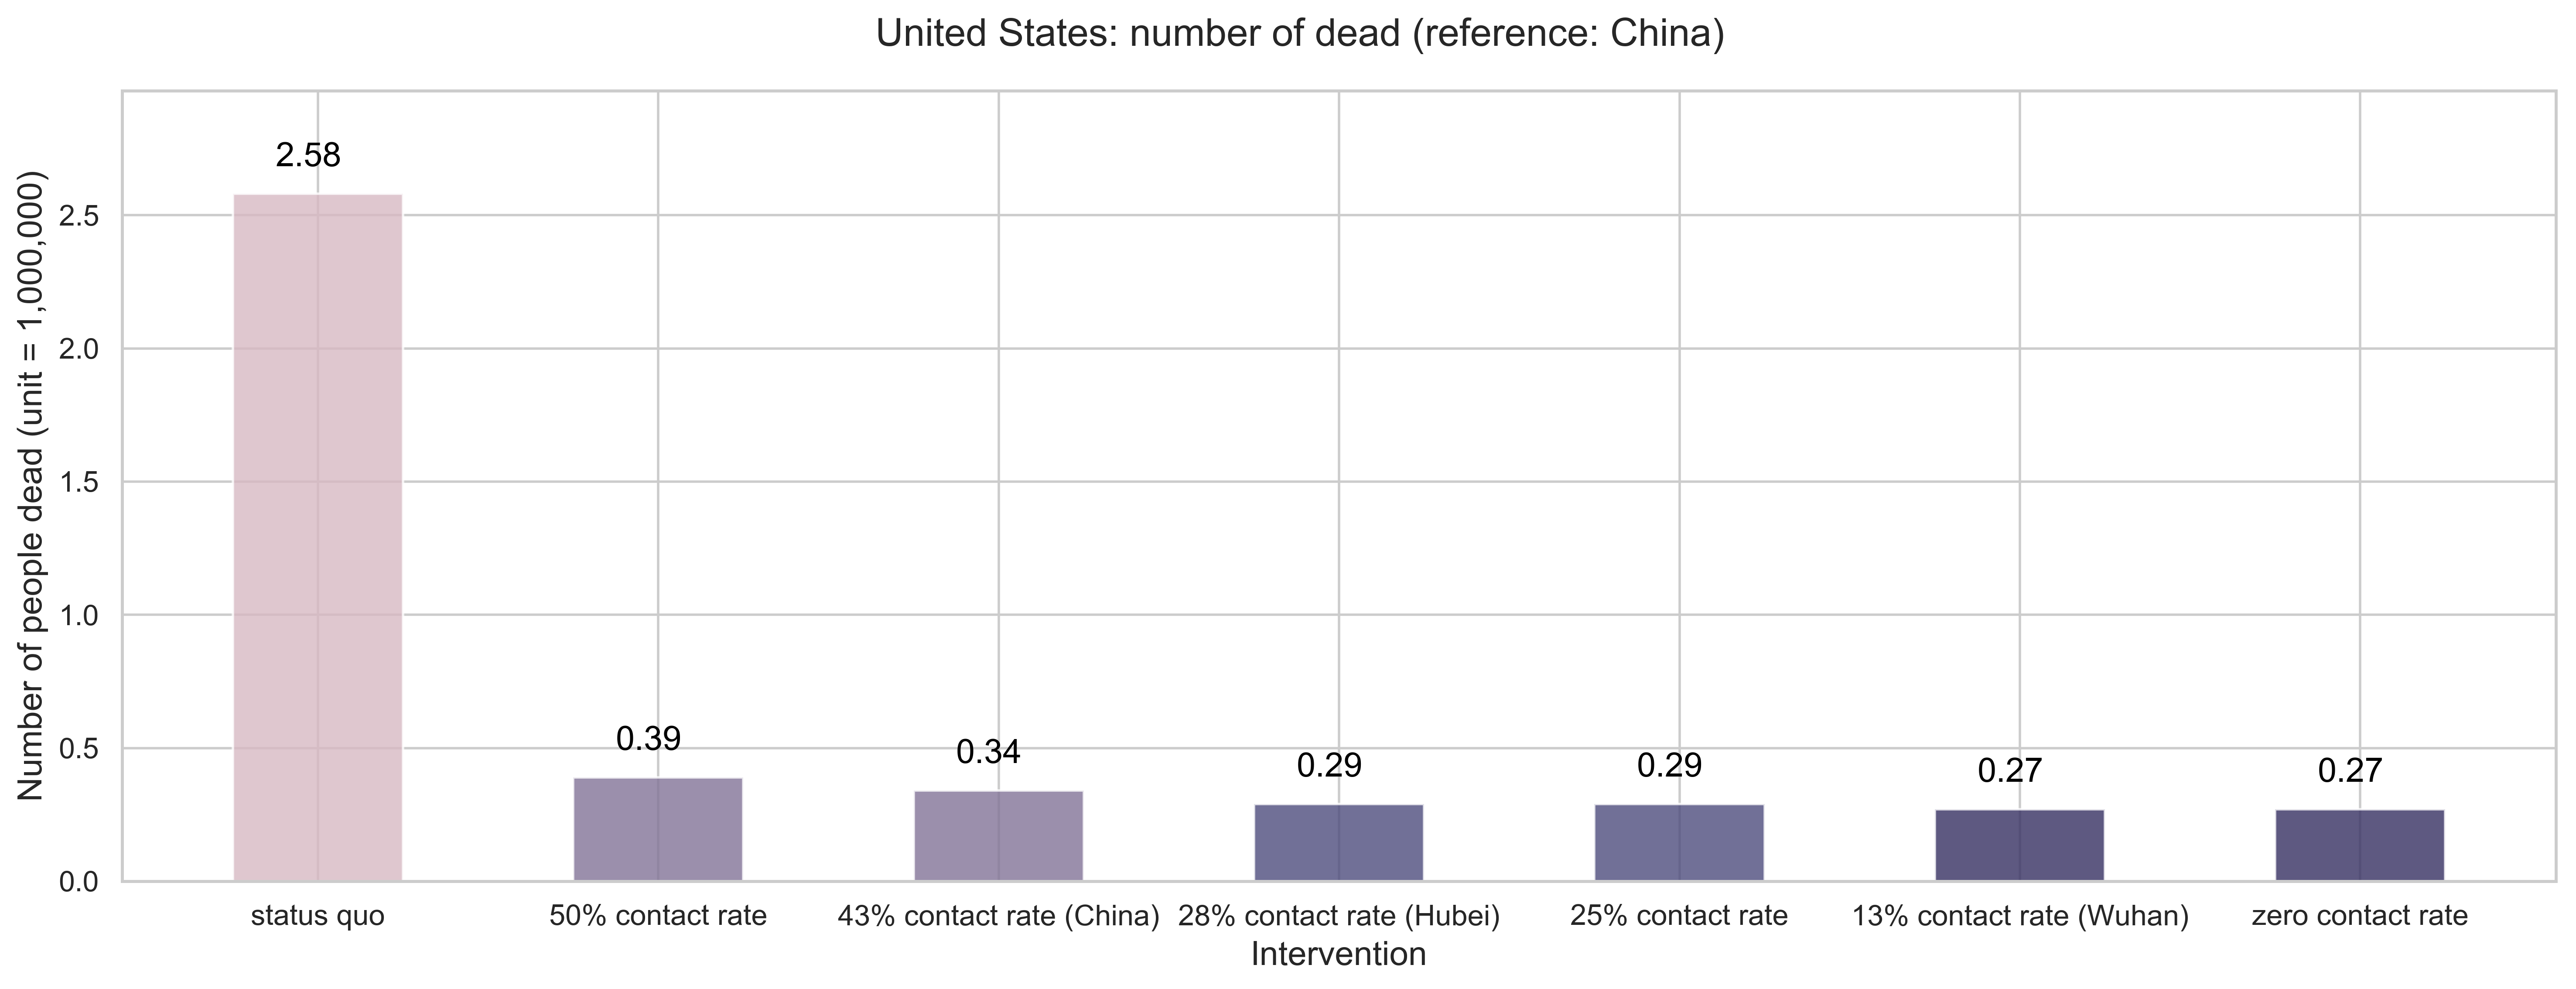 United States: number of dead (reference: China)
Number of people dead (unit = 1,000,000)
2.5
2.0
1.5
1.0
0.5
0.0
2.58
0.39
0.34
0.29
0.29
0.27
0.27
status quo
50% contact rate
43% contact rate (China)
28% contact rate (Hubei)
25% contact rate
13% contact rate (Wuhan)
zero contact rate
Intervention